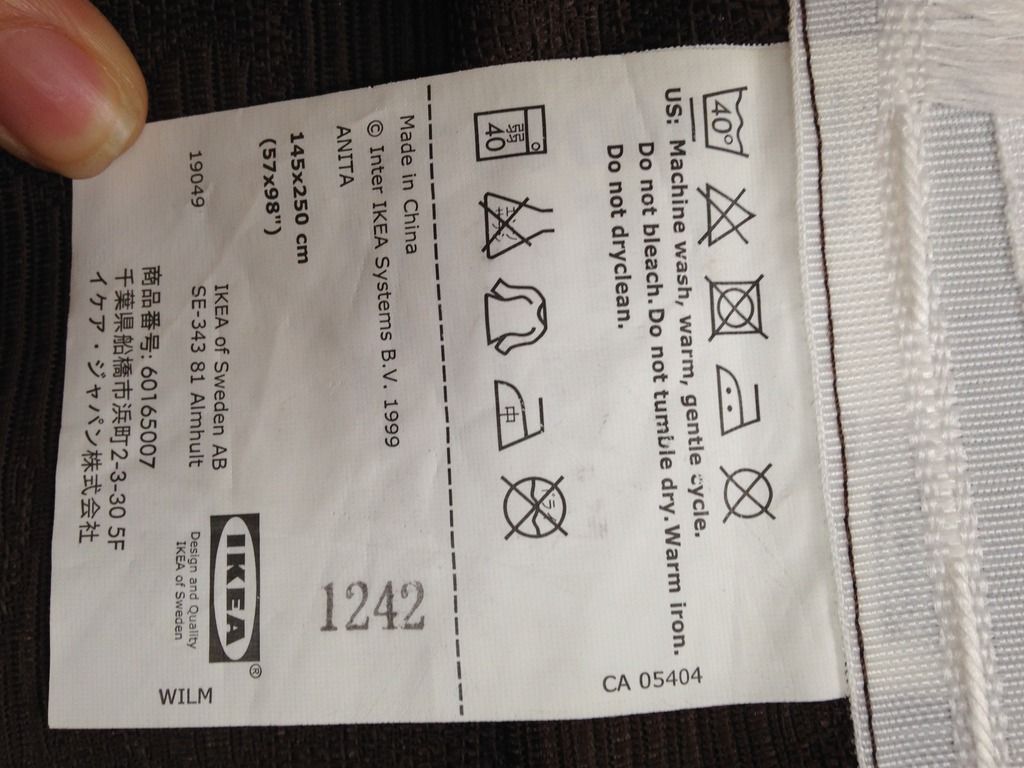 40°
US: Machine wash, warm, gentle cycle.
Do not bleach. Do not tumble dry. Warm iron.
Do not dryclean.
CA 05404
弱
40
中
Made in China
© Inter IKEA Systems B.V. 1999
ANITA
145x250 cm
(57x98")
1242
19049
IKEA of Sweden AB
SE-343 81 Älmhult
IKEA®
Design and Quality
IKEA of Sweden
WILM
商品番号: 60165007
千葉県船橋市浜町2-3-30 5F
イケア・ジャパン株式会社